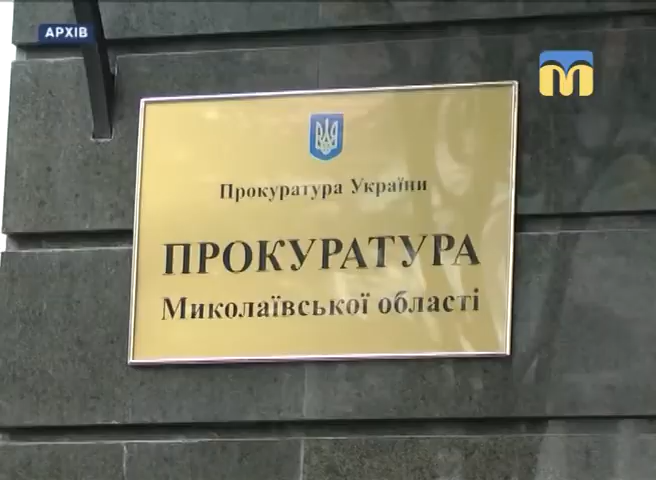 АРХІВ
M
Прокуратура України
ПРОКУРАТУРА
Миколаївської області